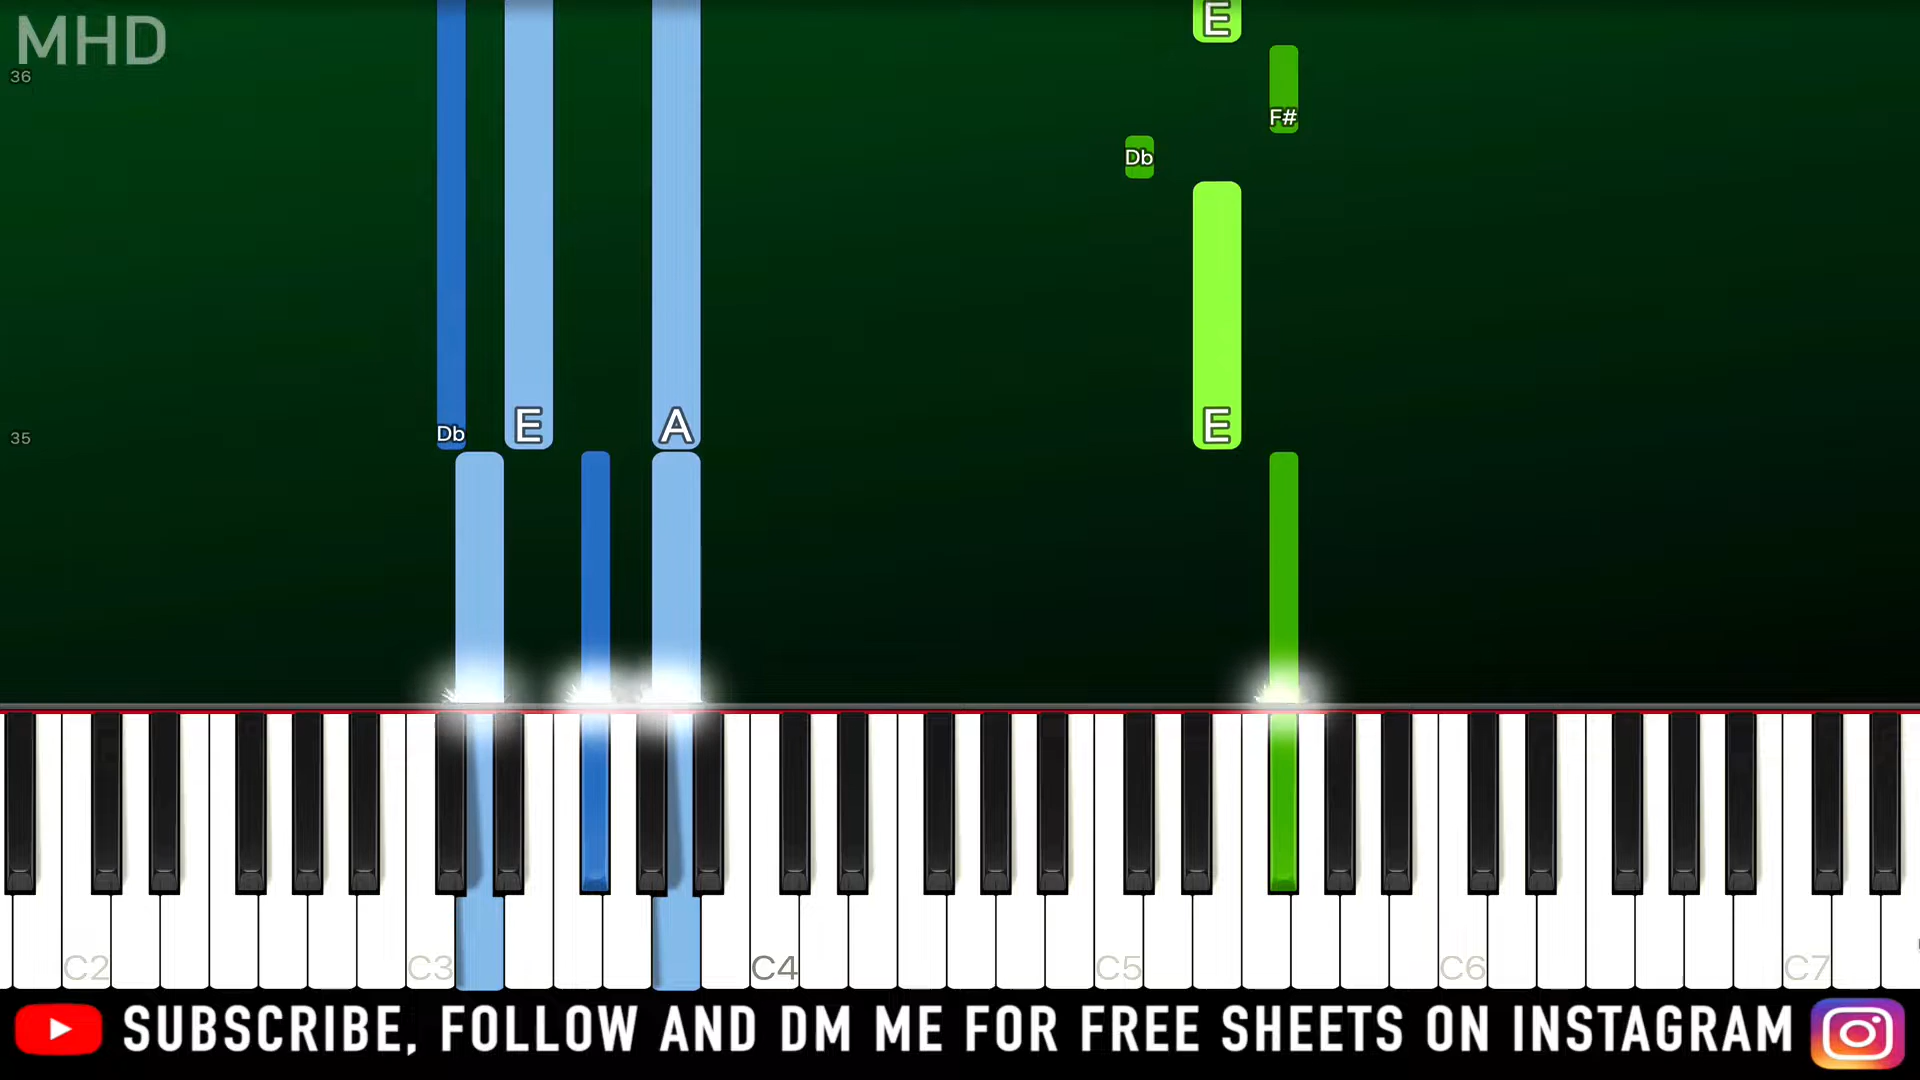 MHD
E
36
F#
Db
E
A
E
35
Db
C2
C3
C4
C5
C6
C7
SUBSCRIBE, FOLLOW AND DM ME FOR FREE SHEETS ON INSTAGRAM